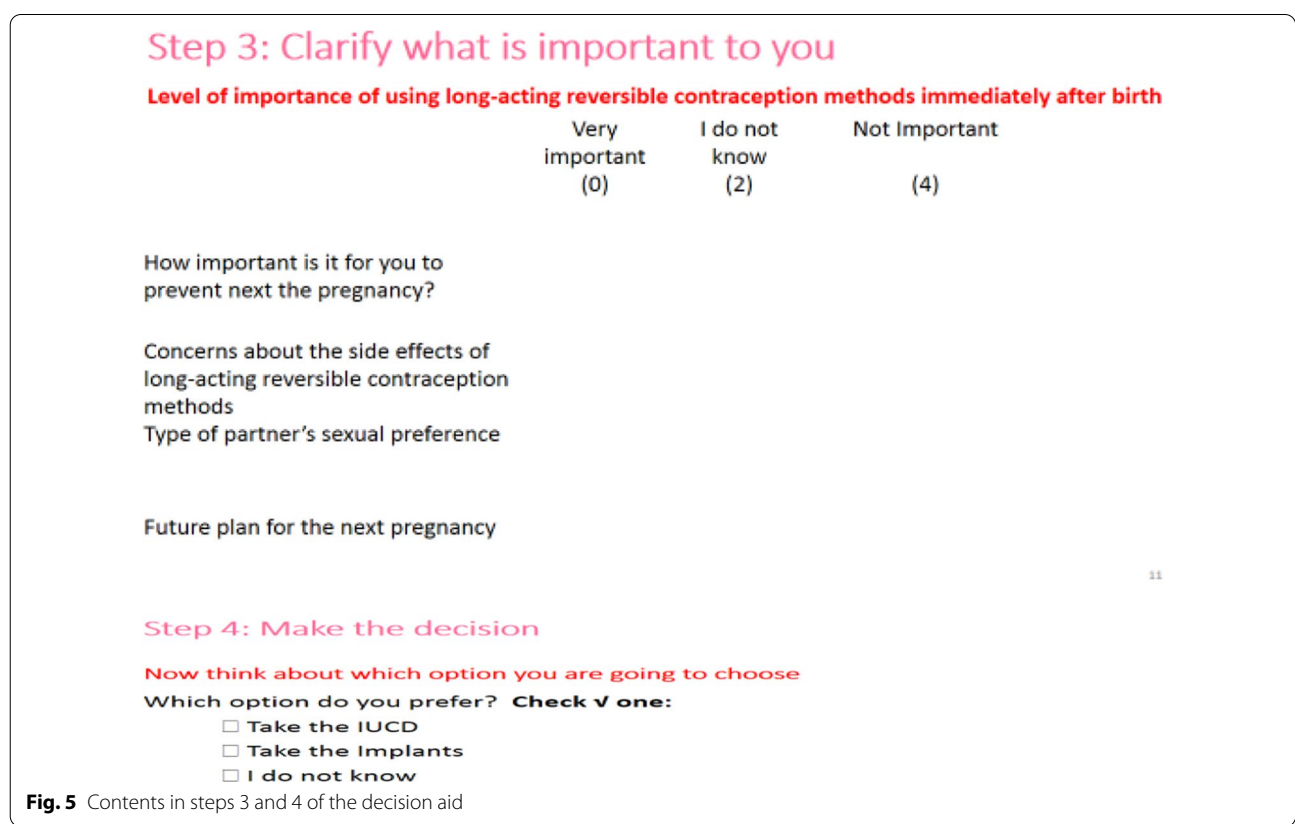 Step 3: Clarify what is important to you
Level of importance of using long-acting reversible contraception methods immediately after birth
Very I do not Not Important
important know
(0) (2) (4)
How important is it for you to
prevent next the pregnancy?
Concerns about the side effects of
long-acting reversible contraception
methods
Type of partner's sexual preference
Future plan for the next pregnancy
11
Step 4: Make the decision
Now think about which option you are going to choose
Which option do you prefer? Check √ one:
☐ Take the IUCD
☐ Take the Implants
☐ I do not know
Fig. 5 Contents in steps 3 and 4 of the decision aid